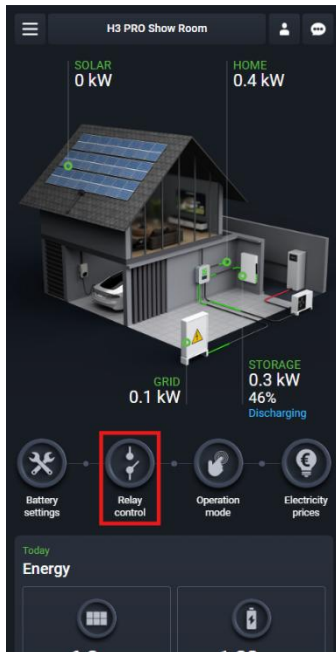 H3 PRO Show Room
SOLAR
0 kW
HOME
0.4 kW
STORAGE
0.3 kW
46%
Discharging
GRID
0.1 kW
Battery
settings
Relay
control
Operation
mode
Electricity
prices
Today
Energy